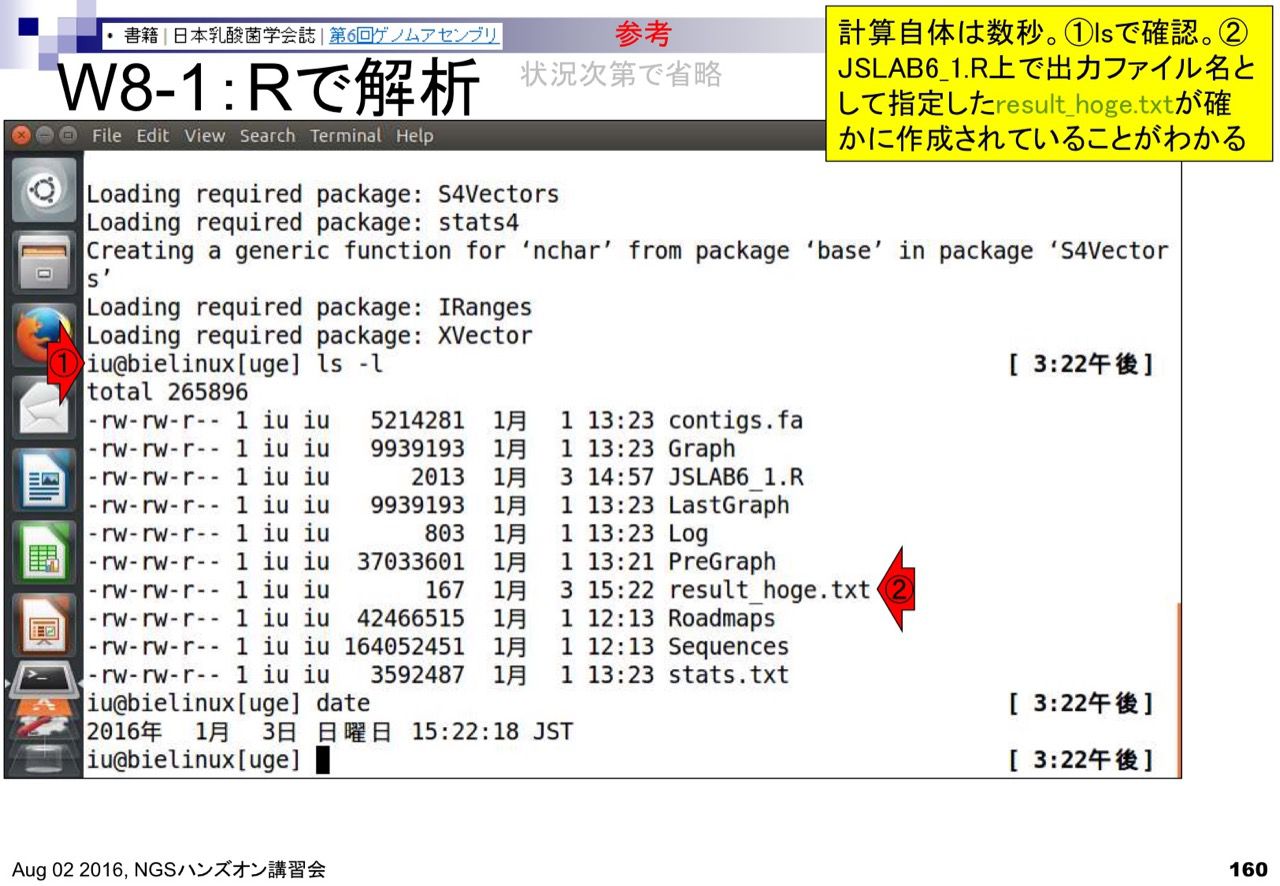 • 書籍 | 日本乳酸菌学会誌 | 第6回ゲノムアセンブリ
参考
W8-1：Rで解析
状況次第で省略
計算自体は数秒。①lsで確認。②
JSLAB6_1.R上で出力ファイル名と
して指定したresult_hoge.txtが確
かに作成されていることがわかる
File Edit View Search Terminal Help
Loading required package: S4Vectors
Loading required package: stats4
Creating a generic function for ‘nchar’ from package ‘base’ in package ‘S4Vector
s’
Loading required package: IRanges
Loading required package: XVector
① iu@bielinux[uge] ls -l [ 3:22午後]
total 265896
-rw-rw-r-- 1 iu iu 5214281 1月 1 13:23 contigs.fa
-rw-rw-r-- 1 iu iu 9939193 1月 1 13:23 Graph
-rw-rw-r-- 1 iu iu 2013 1月 3 14:57 JSLAB6_1.R
-rw-rw-r-- 1 iu iu 9939193 1月 1 13:23 LastGraph
-rw-rw-r-- 1 iu iu 803 1月 1 13:23 Log
-rw-rw-r-- 1 iu iu 37033601 1月 1 13:21 PreGraph
-rw-rw-r-- 1 iu iu 167 1月 3 15:22 result_hoge.txt ②
-rw-rw-r-- 1 iu iu 42466515 1月 1 12:13 Roadmaps
-rw-rw-r-- 1 iu iu 164052451 1月 1 12:13 Sequences
-rw-rw-r-- 1 iu iu 3592487 1月 1 13:23 stats.txt
iu@bielinux[uge] date [ 3:22午後]
2016年 1月 3日 日曜日 15:22:18 JST
iu@bielinux[uge] [ 3:22午後]
Aug 02 2016, NGSハンズオン講習会
160